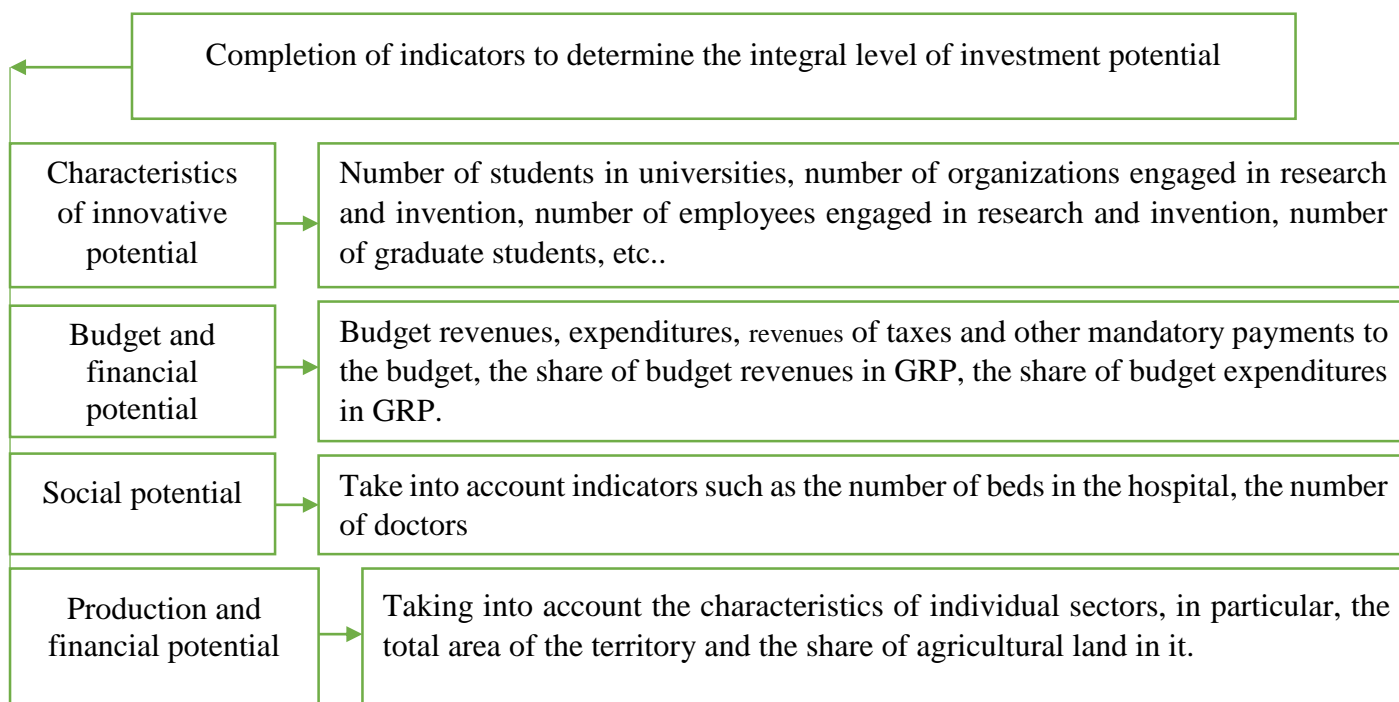 Completion of indicators to determine the integral level of investment potential
Characteristics
of innovative
potential
Number of students in universities, number of organizations engaged in research
and invention, number of employees engaged in research and invention, number
of graduate students, etc..
Budget and
financial
potential
Budget revenues, expenditures, revenues of taxes and other mandatory payments to
the budget, the share of budget revenues in GRP, the share of budget expenditures
in GRP.
Social potential
Take into account indicators such as the number of beds in the hospital, the number
of doctors
Production and
financial potential
Taking into account the characteristics of individual sectors, in particular, the
total area of the territory and the share of agricultural land in it.